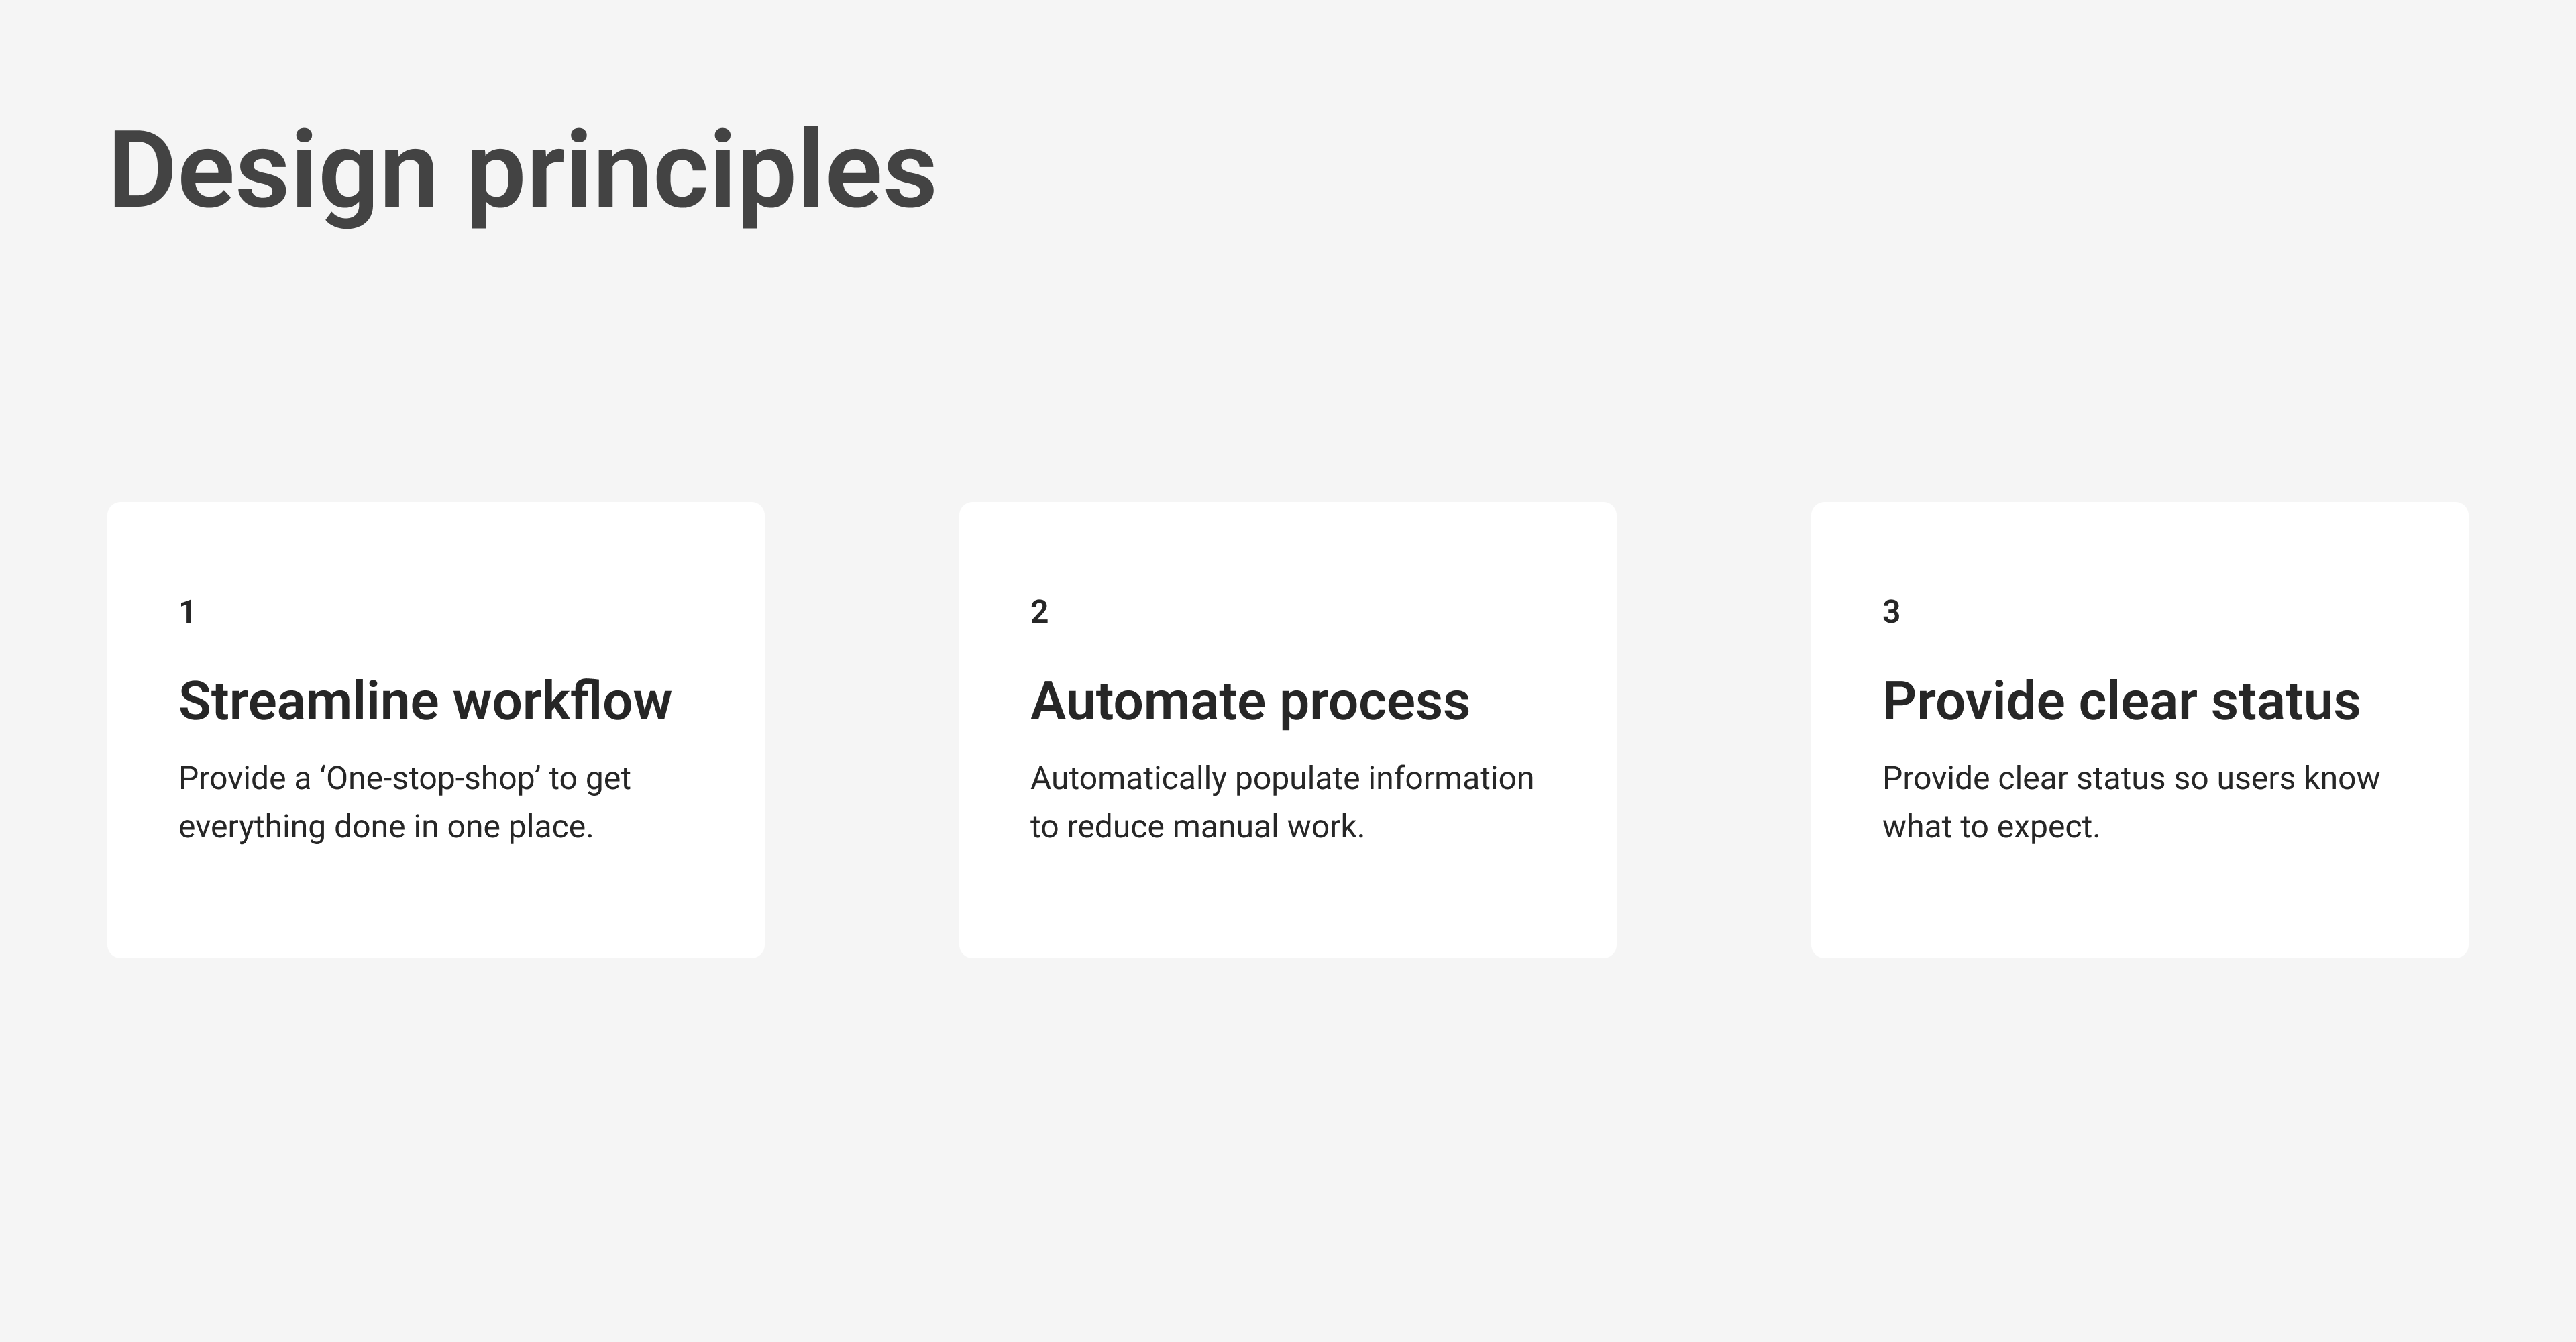 Design principles
1
Streamline workflow
Provide a ‘One-stop-shop’ to get
everything done in one place.
2
Automate process
Automatically populate information
to reduce manual work.
3
Provide clear status
Provide clear status so users know
what to expect.